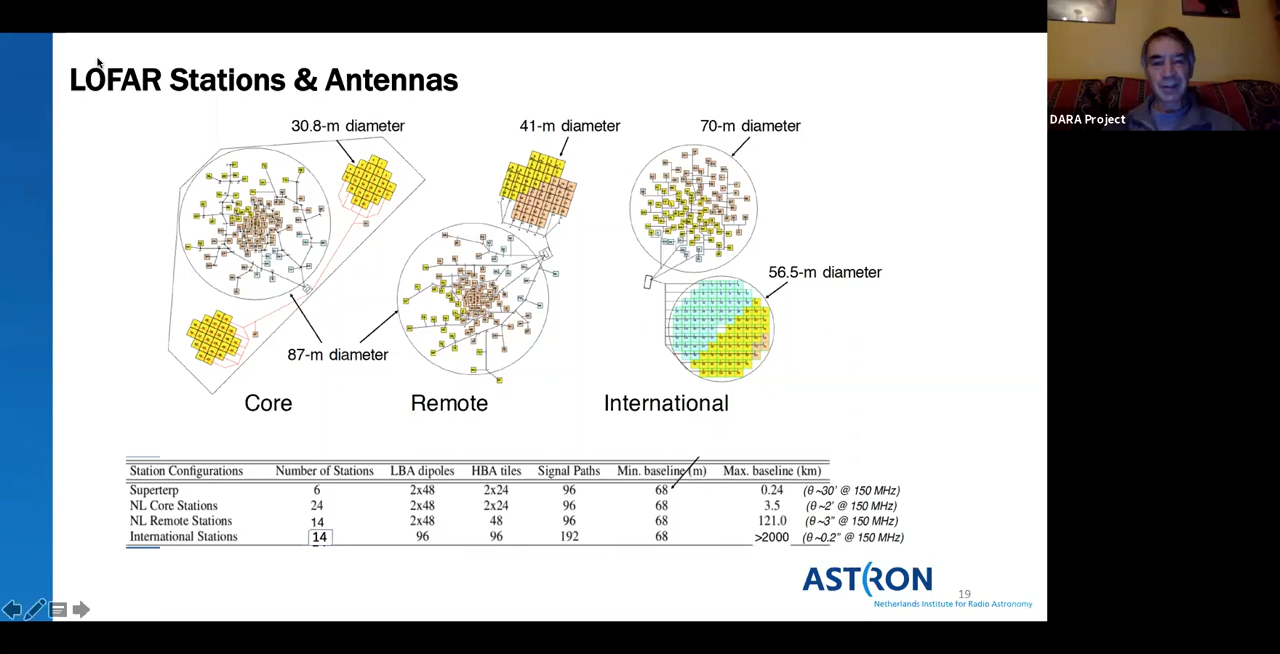 LOFAR Stations & Antennas
DARA Project
30.8-m diameter
41-m diameter
70-m diameter
56.5-m diameter
87-m diameter
Core
Remote
International
Station Configurations Number of Stations LBA dipoles HBA tiles Signal Paths Min. baseline (m) Max. baseline (km)
Superterp 6 2x48 2x24 96 68 0.24 (θ ~30' @ 150 MHz)
NL Core Stations 24 2x48 2x24 96 68 3.5 (θ ~2' @ 150 MHz)
NL Remote Stations 14 2x48 48 96 68 121.0 (θ ~3" @ 150 MHz)
International Stations 14 96 96 192 68 >2000 (θ ~0.2" @ 150 MHz)
ASTRON
19
Netherlands Institute for Radio Astronomy